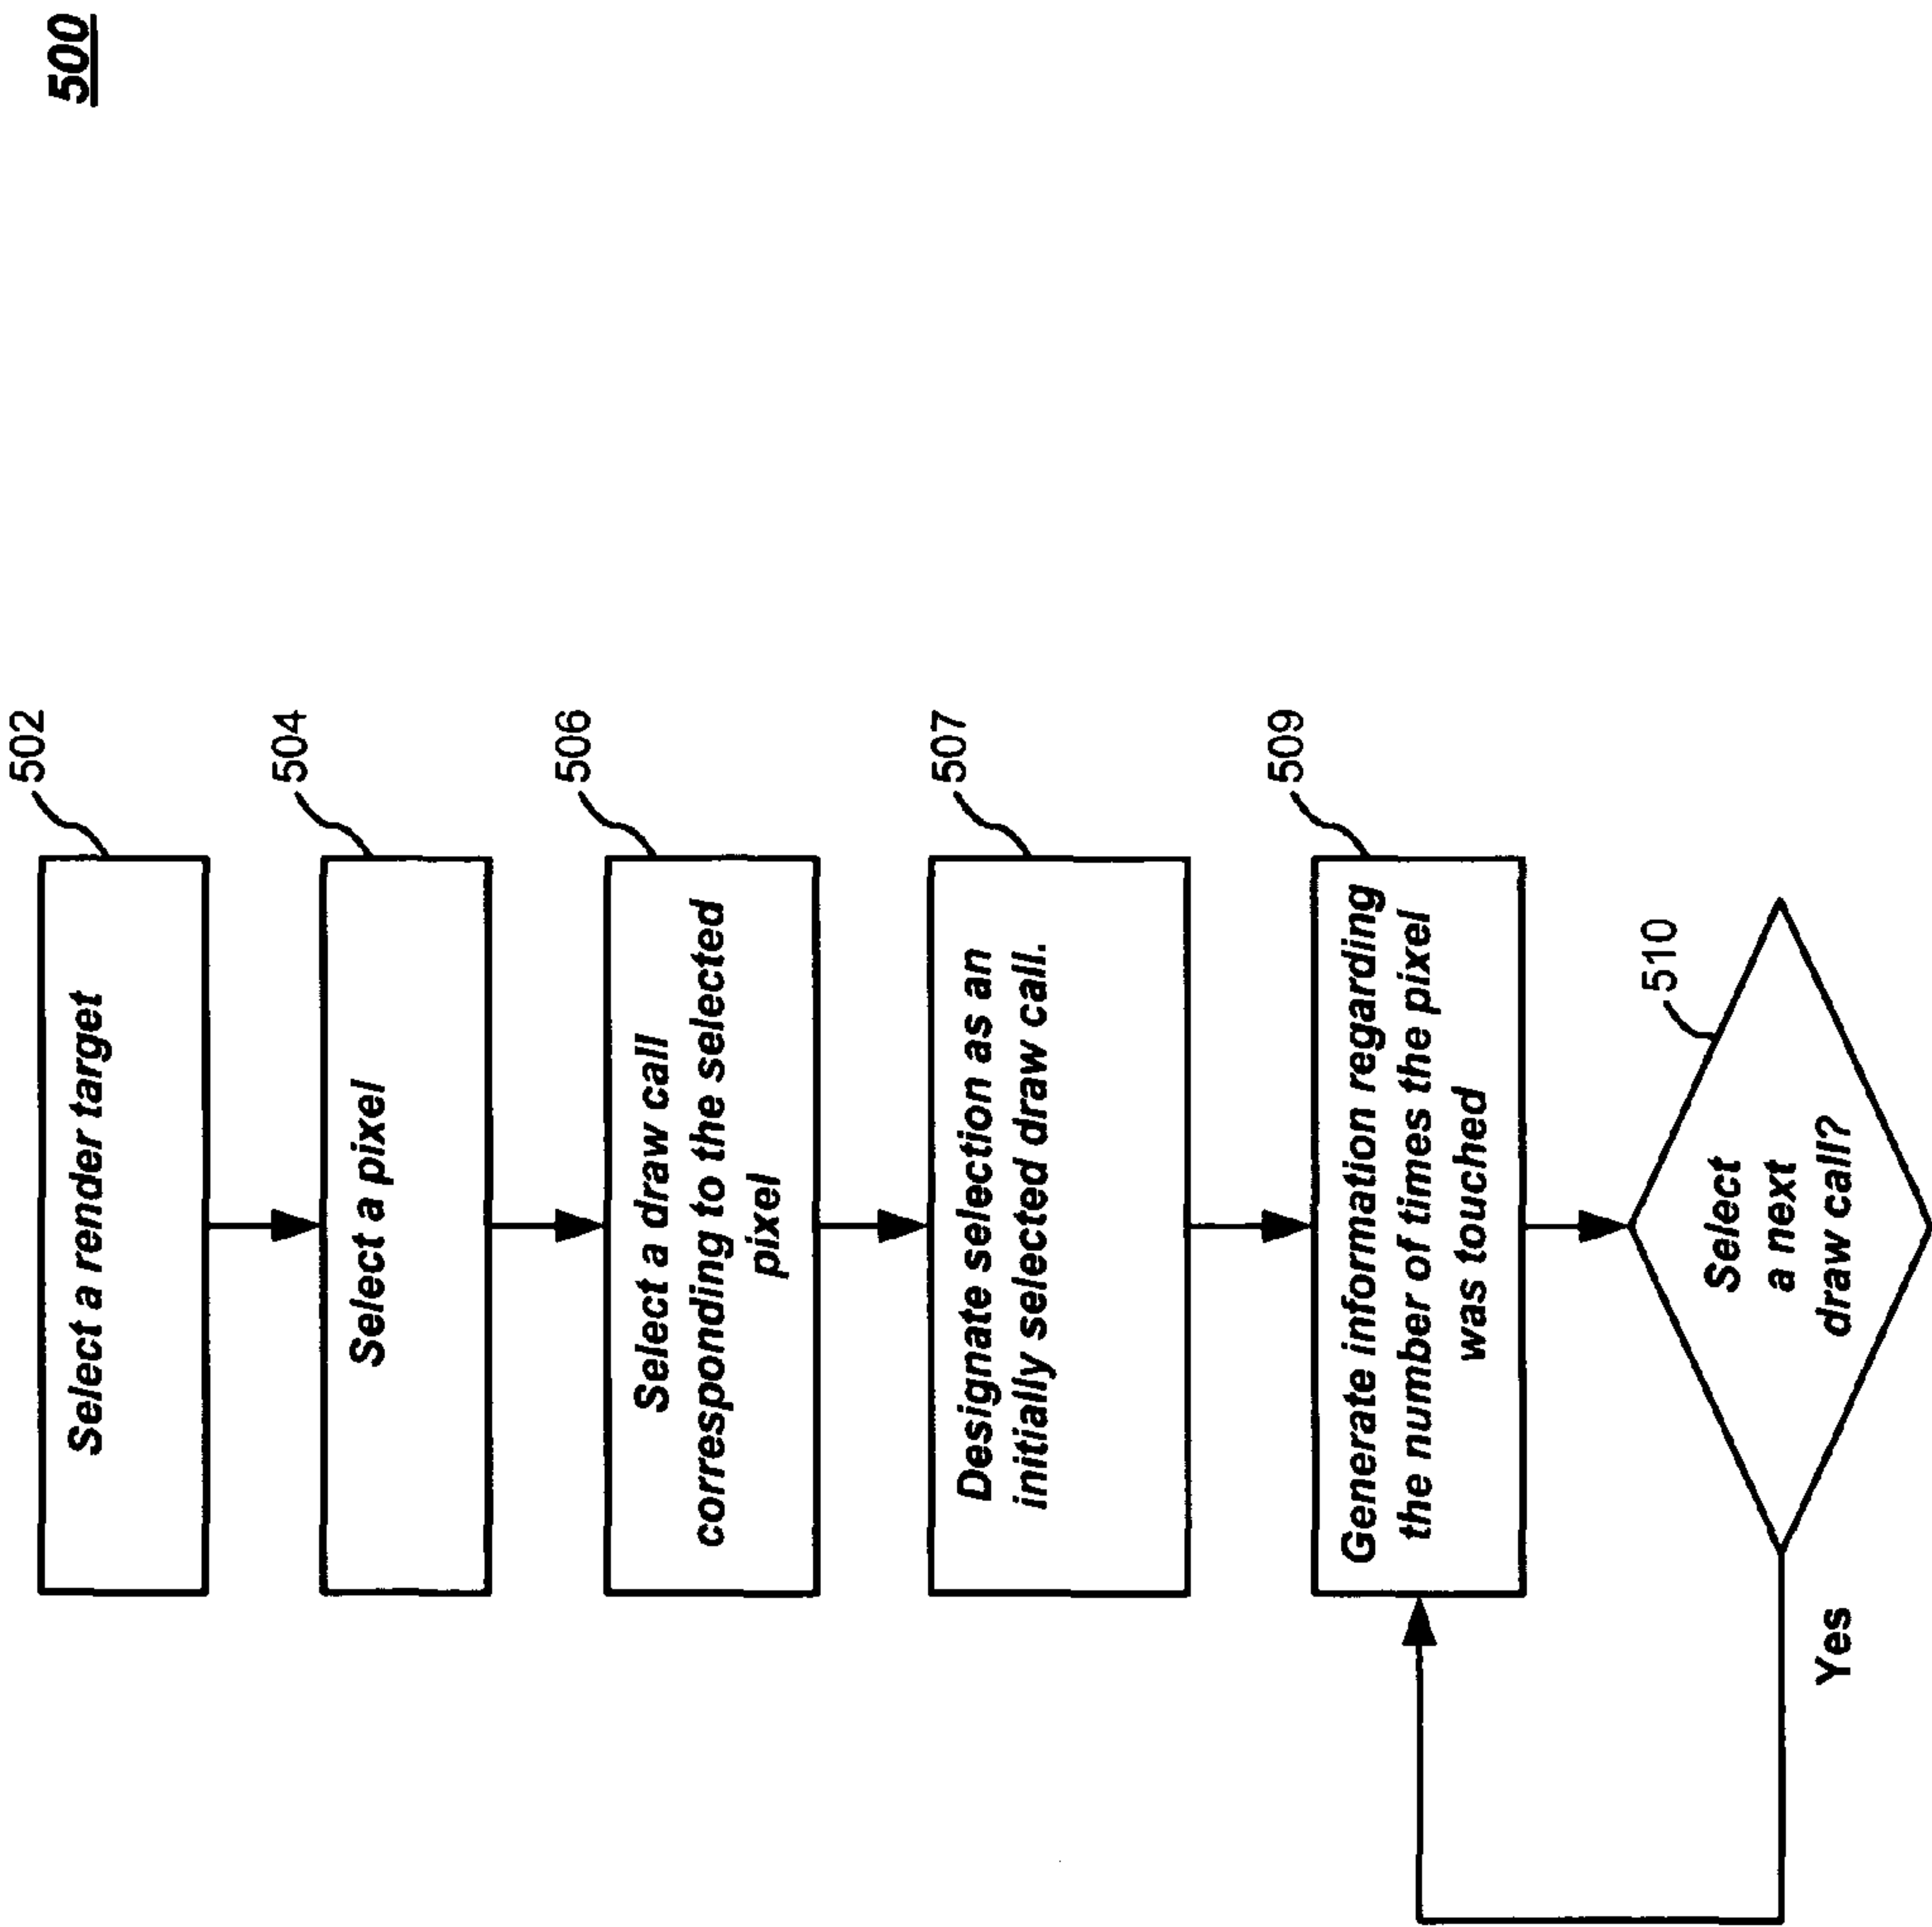 500
502
Select a render target
504
Select a pixel
506
Select a draw call
corresponding to the selected
pixel
507
Designate selection as an
initially selected draw call.
509
Generate information regarding
the number of times the pixel
was touched
510
Select
a next
draw call?
Yes